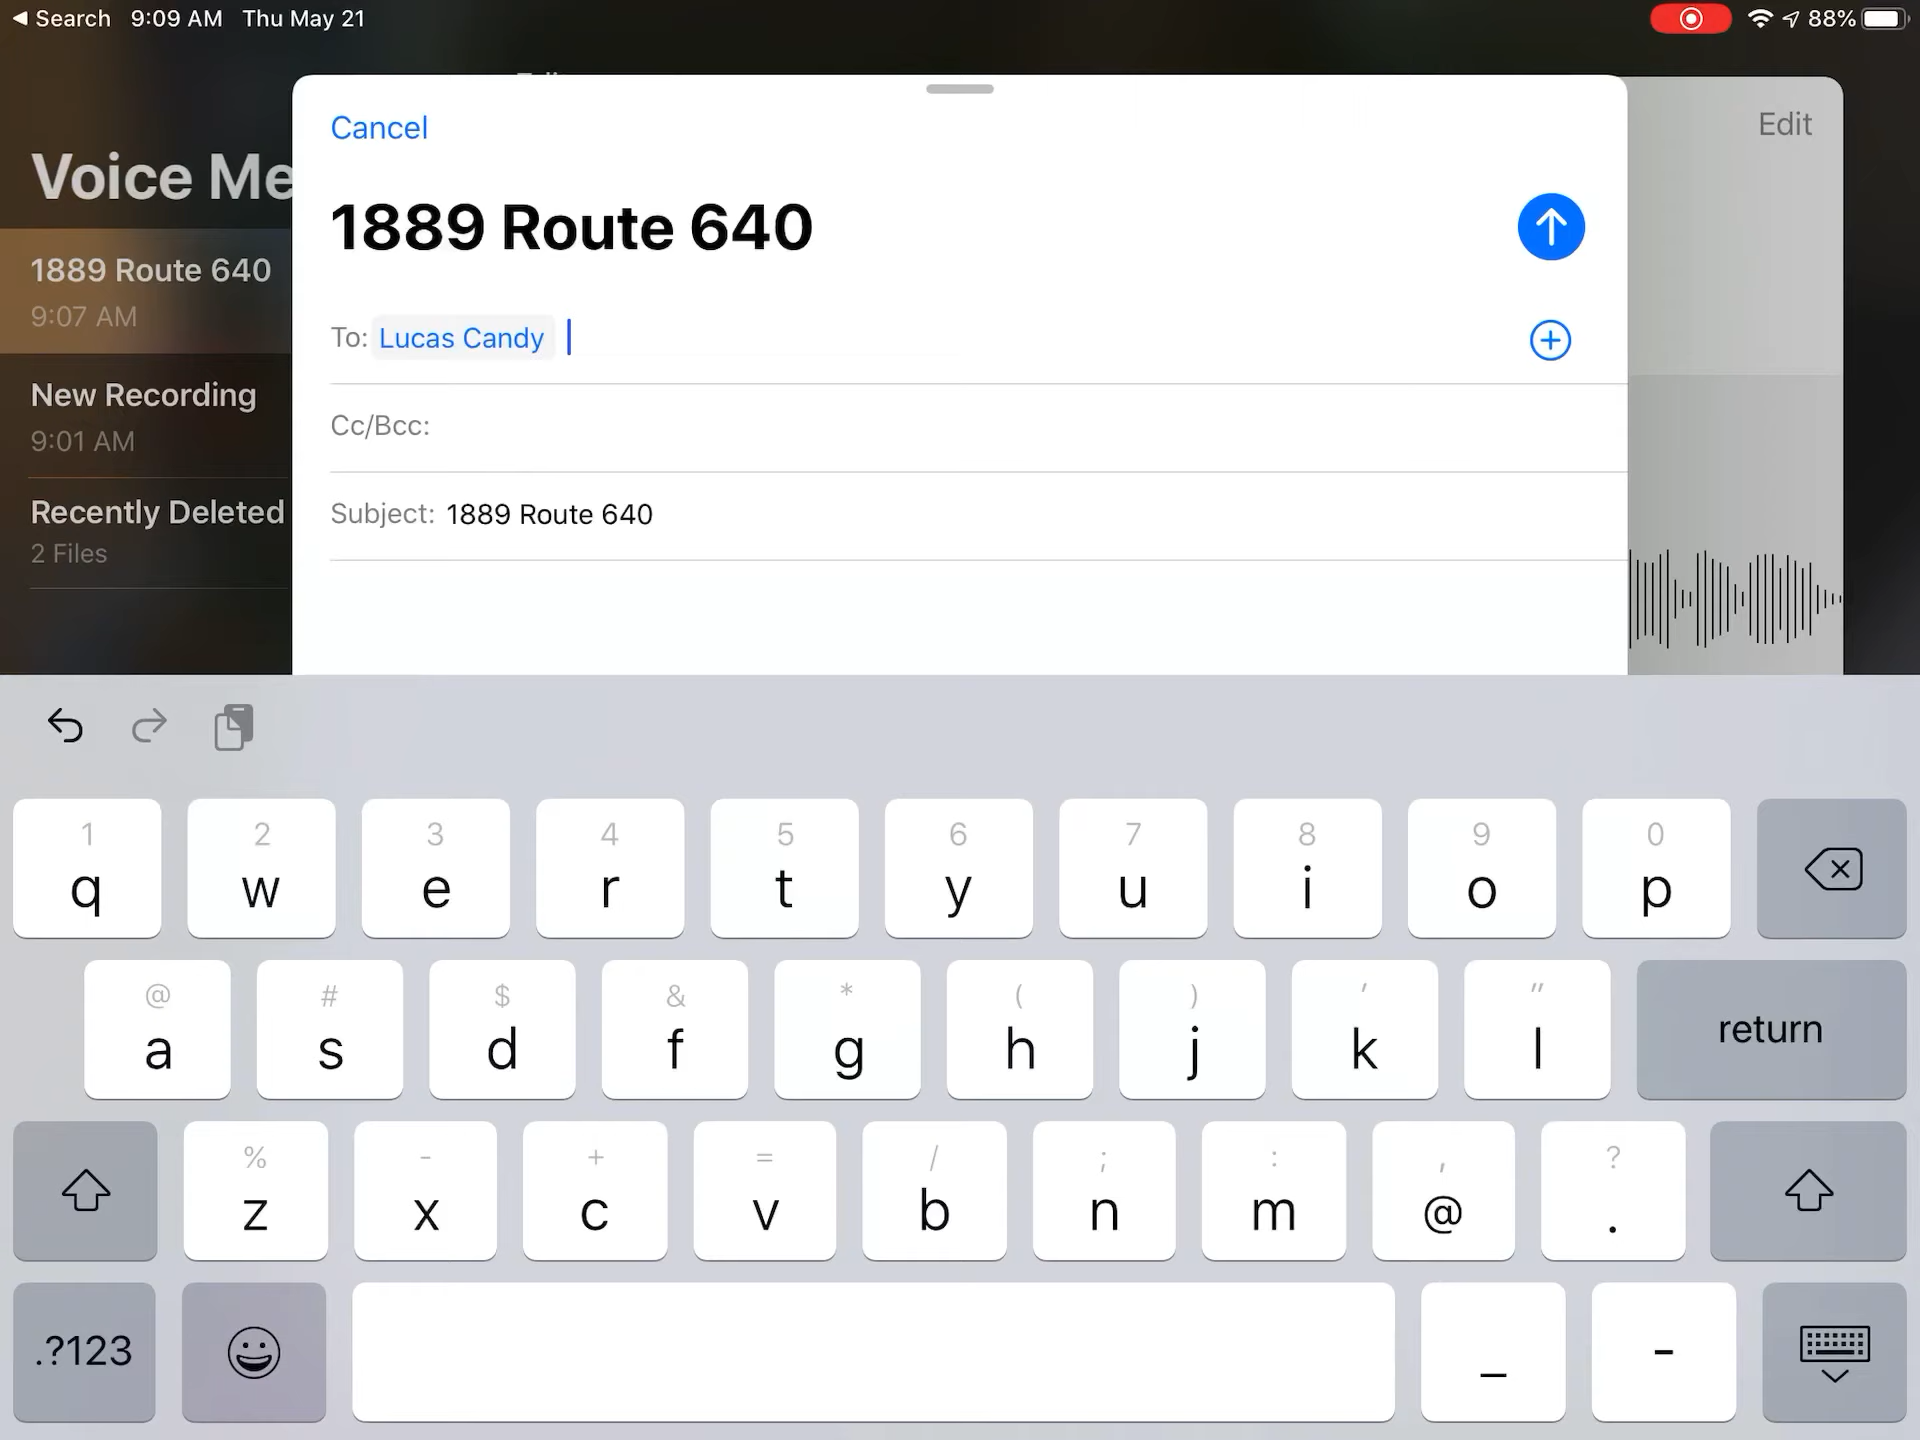 Search 9:09 AM Thu May 21
88%
Cancel
Edit
Voice Me
1889 Route 640
1889 Route 640
9:07 AM
To: Lucas Candy
New Recording
9:01 AM
Cc/Bcc:
Recently Deleted
2 Files
Subject: 1889 Route 640
1 2 3 4 5 6 7 8 9 0
q w e r t y u i o p
@ # $ & * ( ) ' "
a s d f g h j k l return
% - + = / ; : , ?
z x c v b n m @ .
.?123 _ -